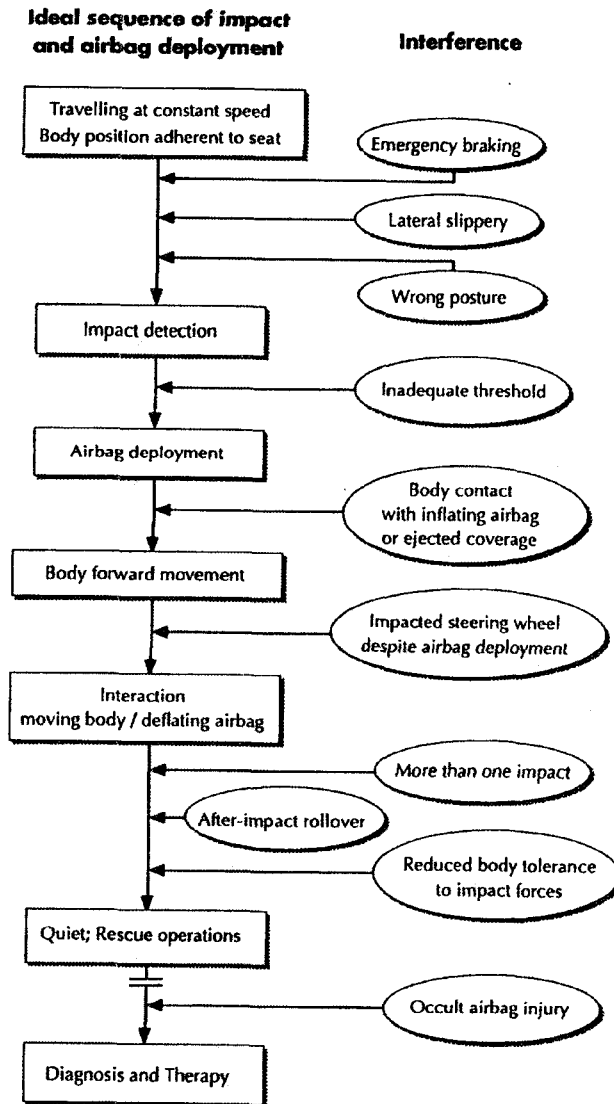 Ideal sequence of impact
and airbag deployment
Interference
Travelling at constant speed
Body position adherent to seat
Emergency braking
Lateral slippery
Wrong posture
Impact detection
Inadequate threshold
Airbag deployment
Body contact
with inflating airbag
or ejected coverage
Body forward movement
Impacted steering wheel
despite airbag deployment
Interaction
moving body / deflating airbag
More than one impact
After-impact rollover
Reduced body tolerance
to impact forces
Quiet; Rescue operations
Occult airbag injury
Diagnosis and Therapy